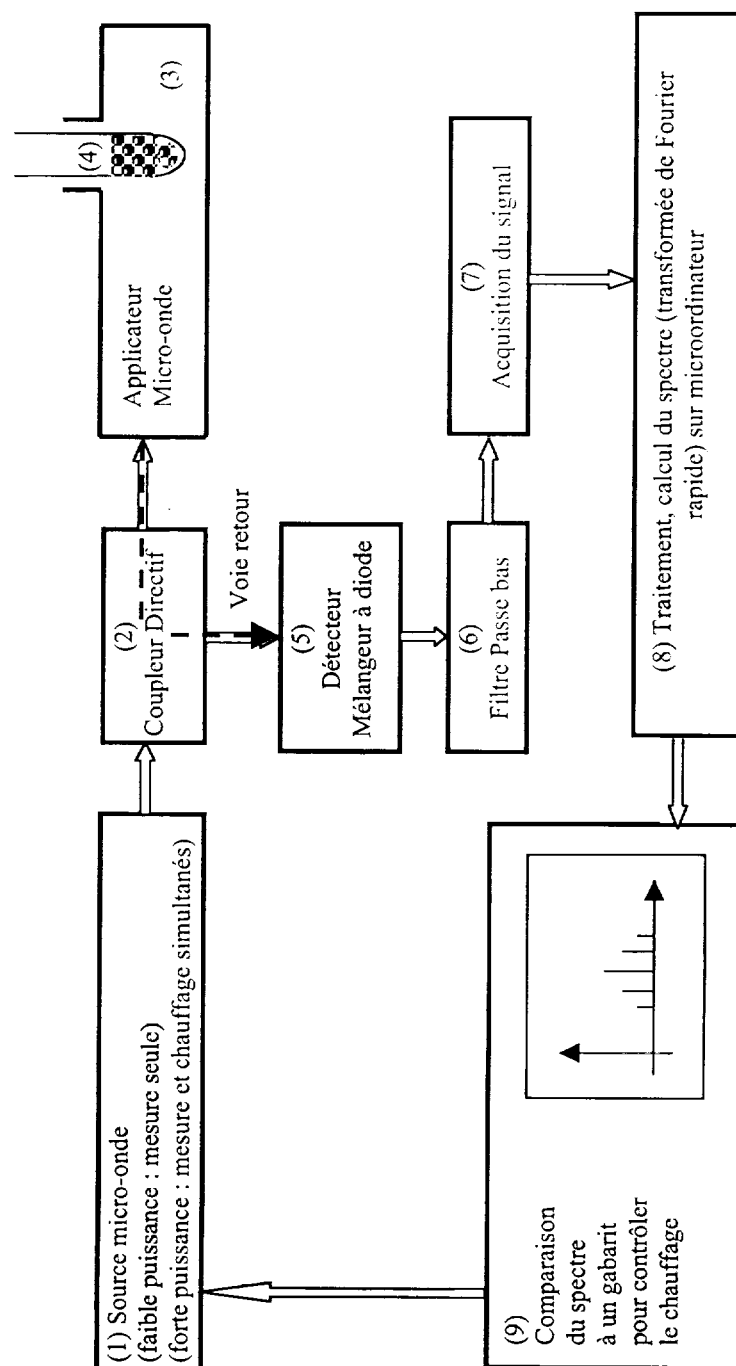 (1) Source micro-onde
(faible puissance : mesure seule)
(forte puissance : mesure et chauffage simultanés)
(2)
Coupleur Directif
Applicateur
Micro-onde
(3)
(4)
Voie retour
(5)
Détecteur
Mélangeur à diode
(6)
Filtre Passe bas
(7)
Acquisition du signal
(8) Traitement, calcul du spectre (transformée de Fourier
rapide) sur microordinateur
(9)
Comparaison
du spectre
à un gabarit
pour contrôler
le chauffage